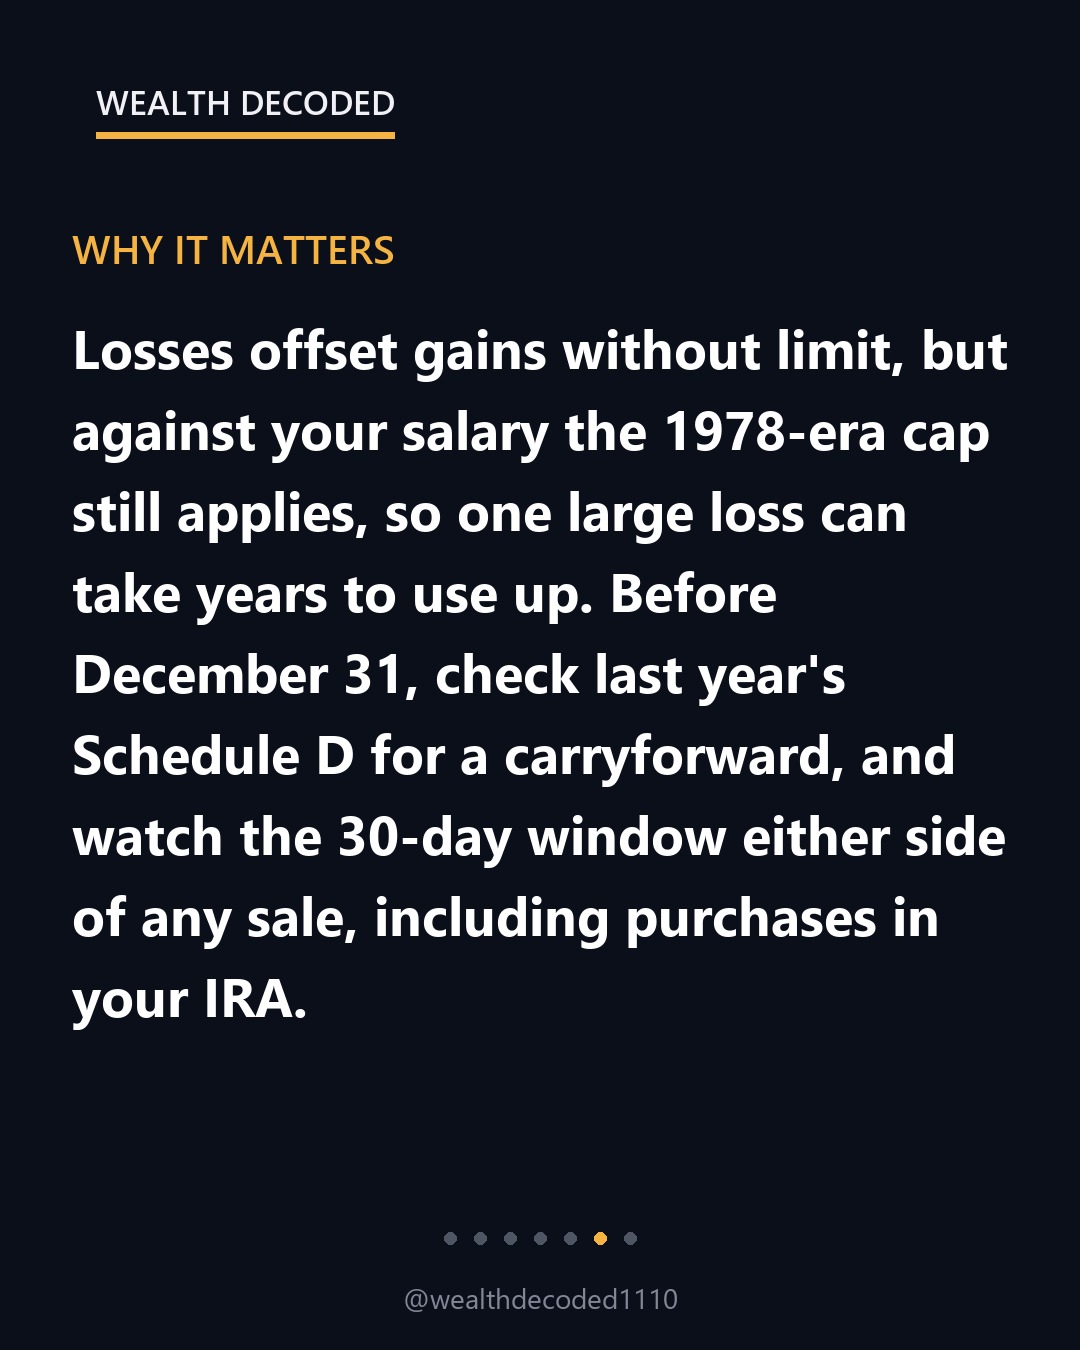 WEALTH DECODED
WHY IT MATTERS
Losses offset gains without limit, but
against your salary the 1978-era cap
still applies, so one large loss can
take years to use up. Before
December 31, check last year's
Schedule D for a carryforward, and
watch the 30-day window either side
of any sale, including purchases in
your IRA.
@wealthdecoded1110